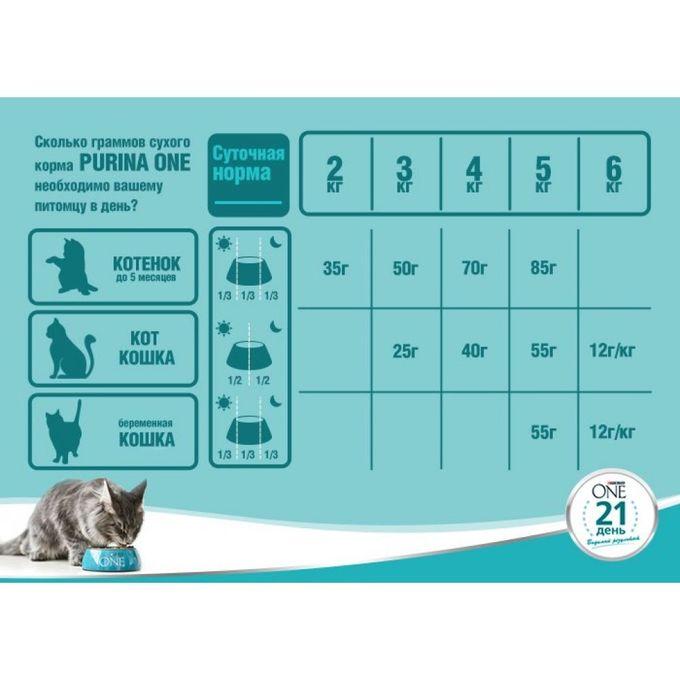 Сколько граммов сухого
корма PURINA ONE
необходимо вашему
питомцу в день?
Суточная
норма
2 кг 3 кг 4 кг 5 кг 6 кг
КОТЕНОК
до 5 месяцев
1/3 1/3 1/3
35г 50г 70г 85г
КОТ
КОШКА
1/2 1/2
25г 40г 55г 12г/кг
беременная
КОШКА
1/3 1/3 1/3
55г 12г/кг
ONE
PURINA
ONE
21
день
Видимый результат